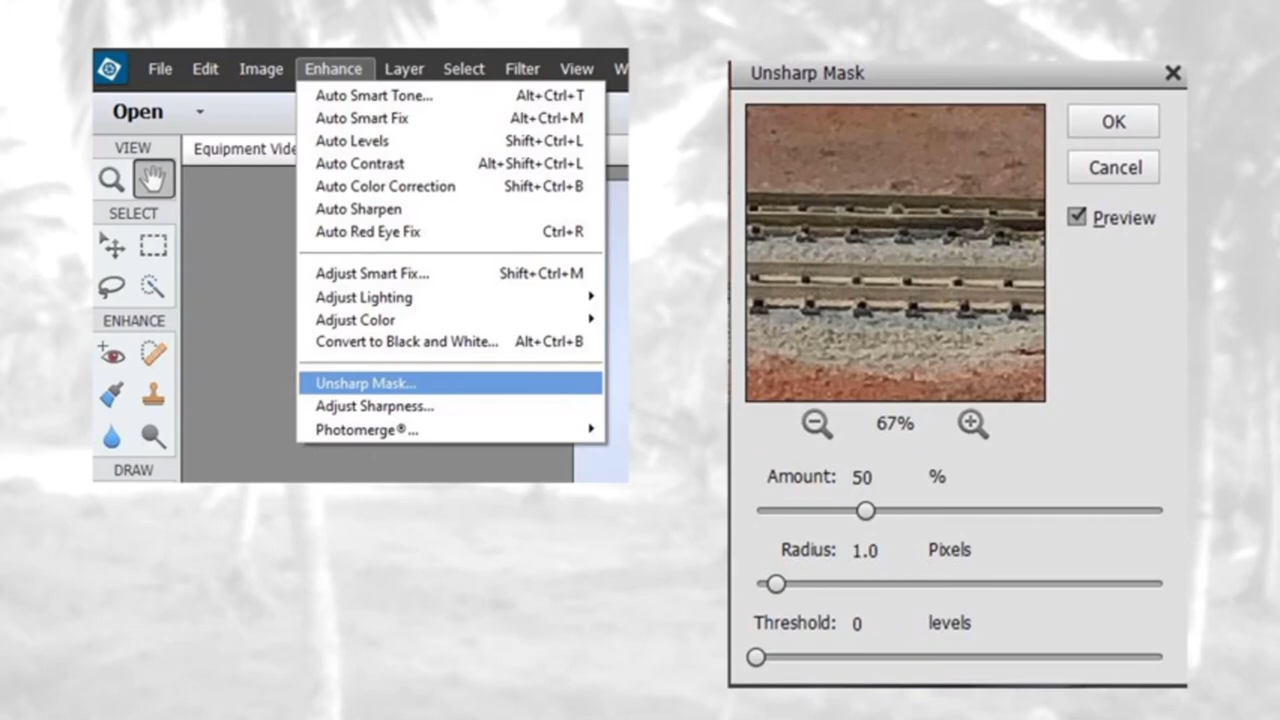 File Edit Image Enhance Layer Select Filter View W
Open
VIEW
Equipment Vide
SELECT
ENHANCE
DRAW
Auto Smart Tone... Alt+Ctrl+T
Auto Smart Fix Alt+Ctrl+M
Auto Levels Shift+Ctrl+L
Auto Contrast Alt+Shift+Ctrl+L
Auto Color Correction Shift+Ctrl+B
Auto Sharpen
Auto Red Eye Fix Ctrl+R
Adjust Smart Fix... Shift+Ctrl+M
Adjust Lighting
Adjust Color
Convert to Black and White... Alt+Ctrl+B
Unsharp Mask...
Adjust Sharpness...
Photomerge®...
Unsharp Mask
OK
Cancel
Preview
67%
Amount: 50 %
Radius: 1.0 Pixels
Threshold: 0 levels